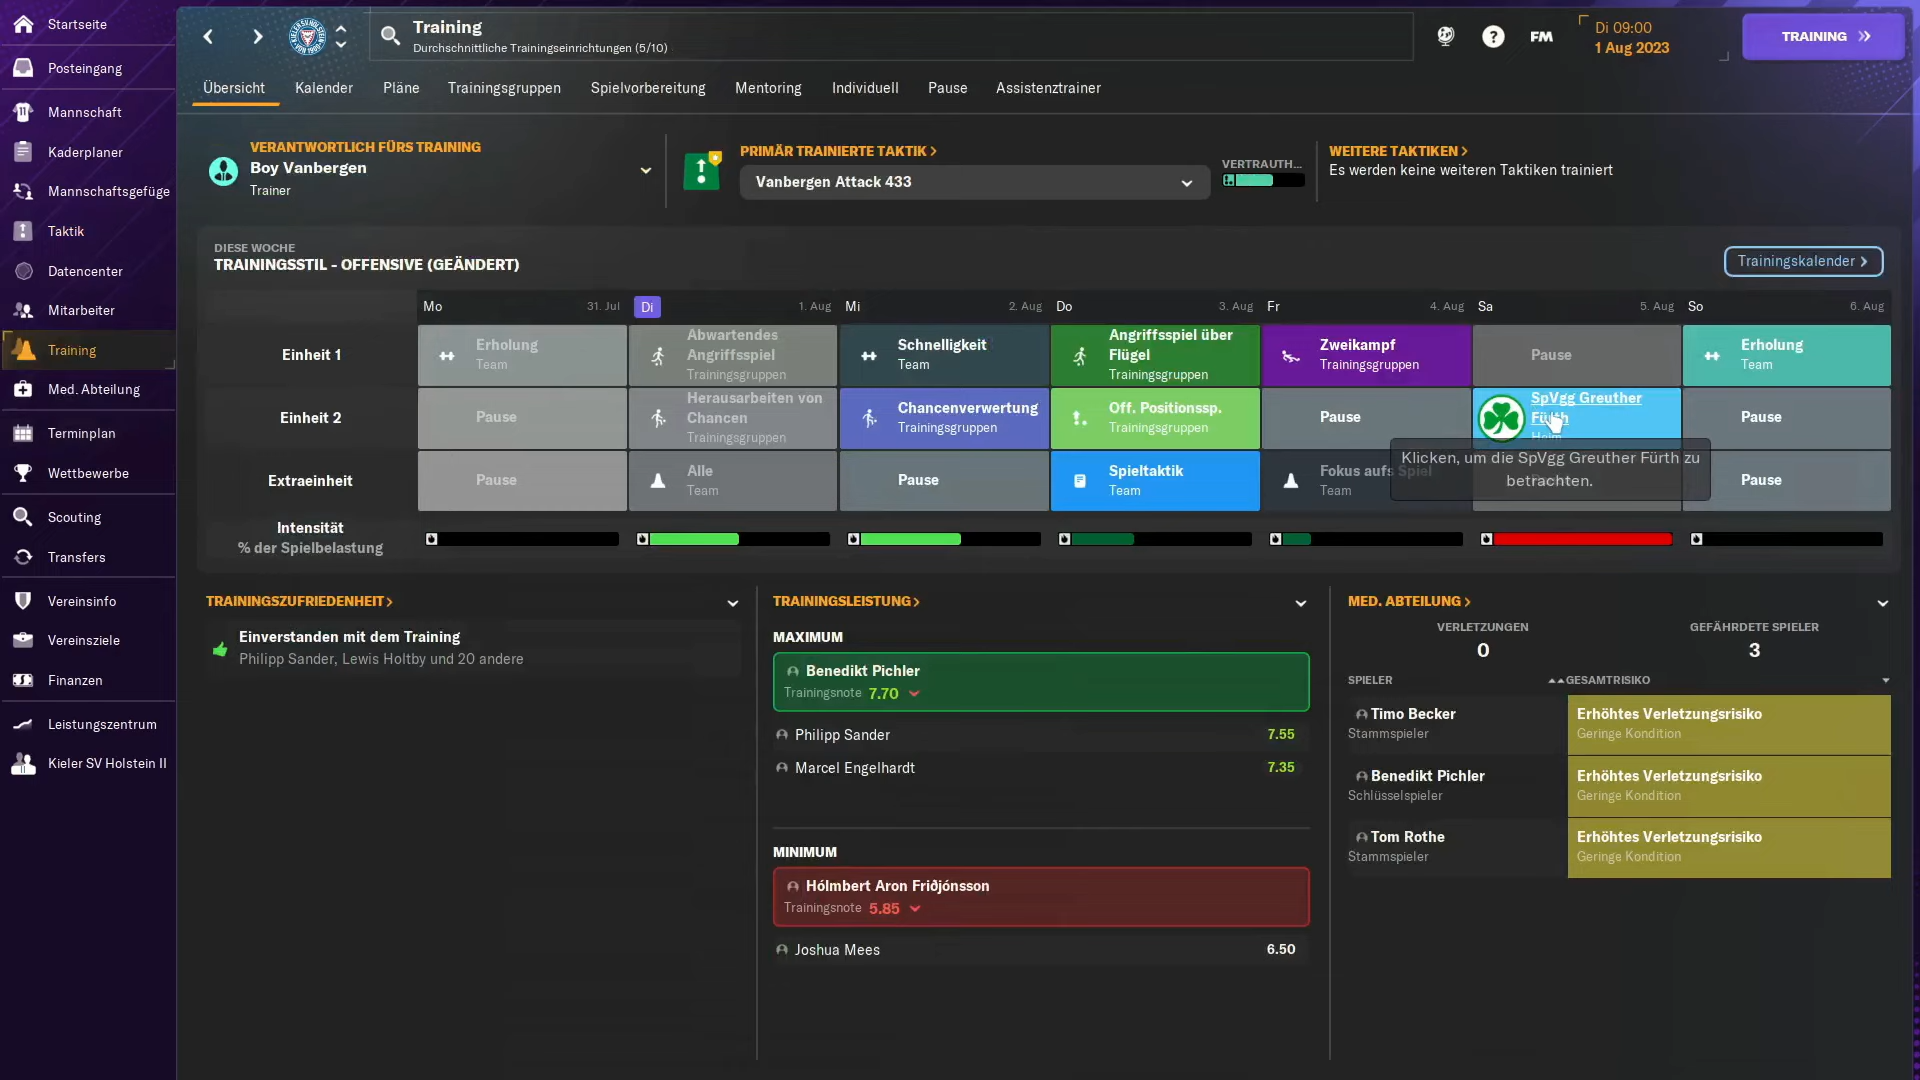 Startseite
Posteingang
Mannschaft
Kaderplaner
Mannschaftsgefüge
Taktik
Datencenter
Mitarbeiter
Training
Med. Abteilung
Terminplan
Wettbewerbe
Scouting
Transfers
Vereinsinfo
Vereinsziele
Finanzen
Leistungszentrum
Kieler SV Holstein II
Training
Durchschnittliche Trainingseinrichtungen (5/10)
FM
Di 09:00
1 Aug 2023
TRAINING
Übersicht Kalender Pläne Trainingsgruppen Spielvorbereitung Mentoring Individuell Pause Assistenztrainer
VERANTWORTLICH FÜRS TRAINING
Boy Vanbergen
Trainer
PRIMÄR TRAINIERTE TAKTIK >
Vanbergen Attack 433
VERTRAUTH...
WEITERE TAKTIKEN >
Es werden keine weiteren Taktiken trainiert
DIESE WOCHE
TRAININGSSTIL - OFFENSIVE (GEÄNDERT)
Trainingskalender >
Mo 31. Jul Di 1. Aug Mi 2. Aug Do 3. Aug Fr 4. Aug Sa 5. Aug So 6. Aug
Einheit 1
Erholung
Team
Abwartendes
Angriffsspiel
Trainingsgruppen
Schnelligkeit
Team
Angriffsspiel über
Flügel
Trainingsgruppen
Zweikampf
Trainingsgruppen
Pause
Erholung
Team
Einheit 2
Pause
Herausarbeiten von
Chancen
Trainingsgruppen
Chancenverwertung
Trainingsgruppen
Off. Positionssp.
Trainingsgruppen
Pause
SpVgg Greuther
Fürth
Heim
Pause
Extraeinheit
Pause
Alle
Team
Pause
Spieltaktik
Team
Fokus aufs Spiel
Team
Klicken, um die SpVgg Greuther Fürth zu
betrachten.
Pause
Intensität
% der Spielbelastung
TRAININGSZUFRIEDENHEIT >
Einverstanden mit dem Training
Philipp Sander, Lewis Holtby und 20 andere
TRAININGSLEISTUNG >
MAXIMUM
Benedikt Pichler
Trainingsnote 7.70
Philipp Sander 7.55
Marcel Engelhardt 7.35
MINIMUM
Hólmbert Aron Friðjónsson
Trainingsnote 5.85
Joshua Mees 6.50
MED. ABTEILUNG >
VERLETZUNGEN GEFÄHRDETE SPIELER
0 3
SPIELER GESAMTRISIKO
Timo Becker Erhöhtes Verletzungsrisiko
Stammspieler Geringe Kondition
Benedikt Pichler Erhöhtes Verletzungsrisiko
Schlüsselspieler Geringe Kondition
Tom Rothe Erhöhtes Verletzungsrisiko
Stammspieler Geringe Kondition